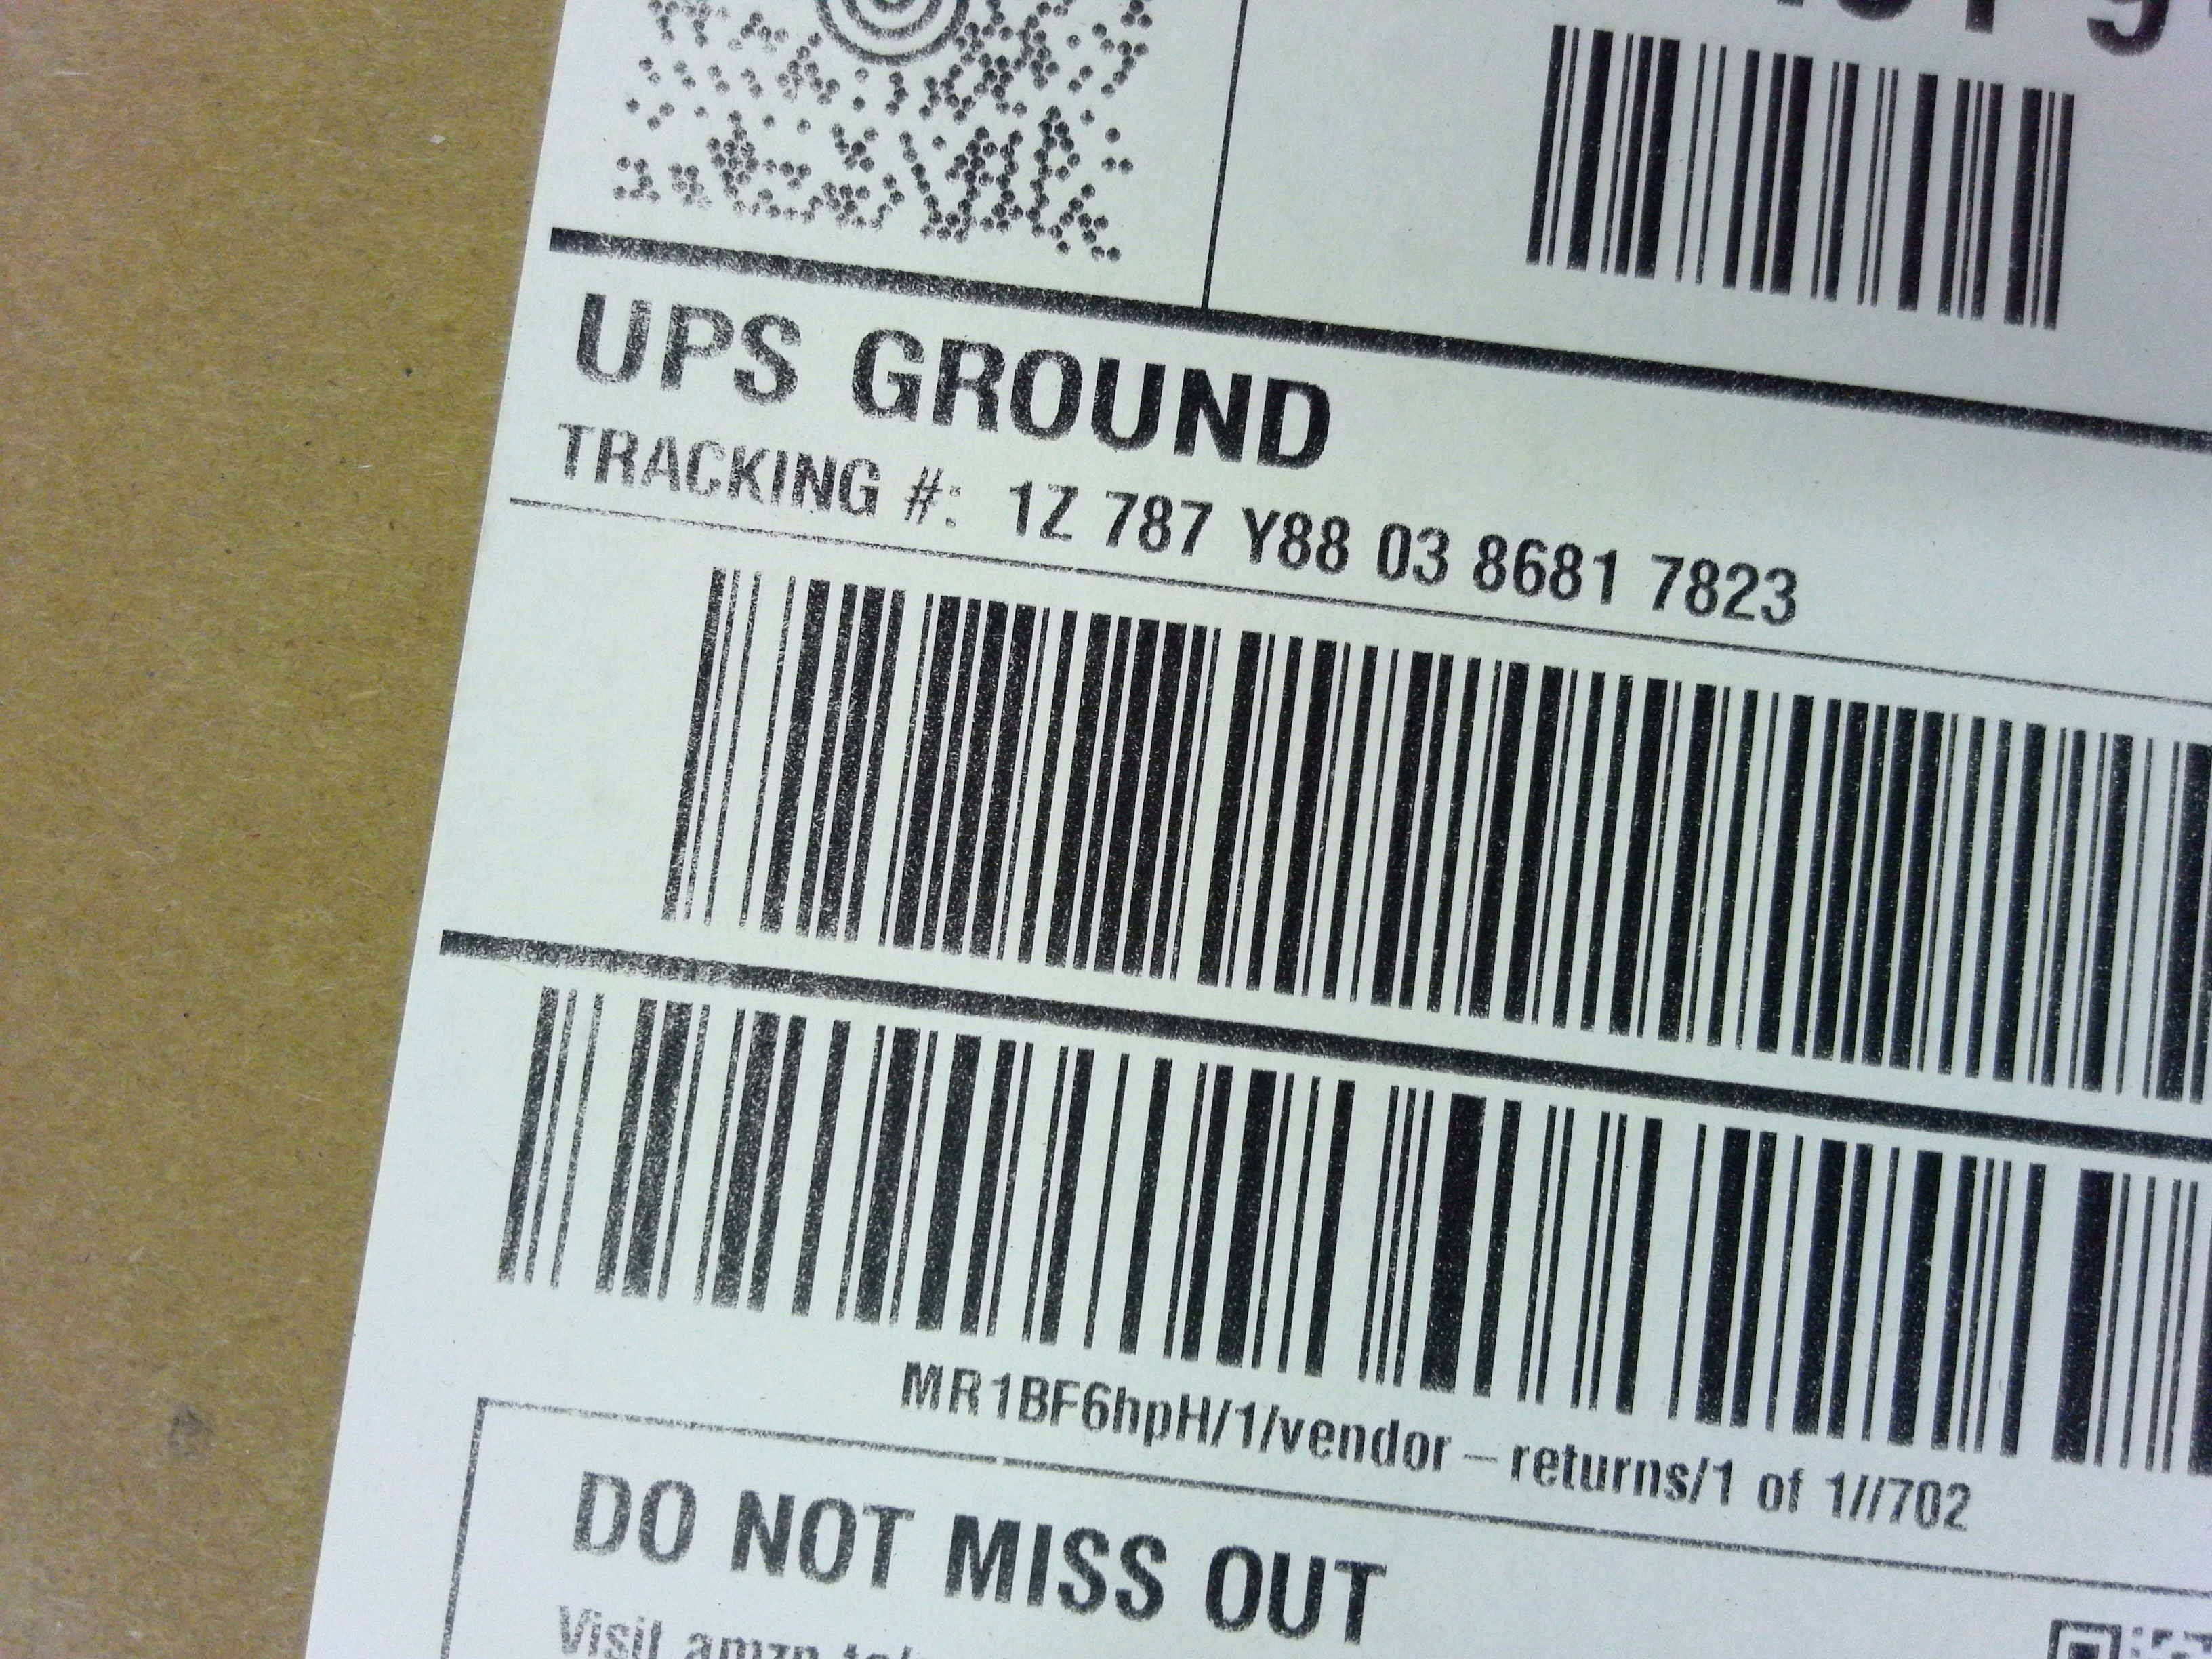 UPS GROUND
TRACKING #: 1Z 787 Y88 03 8681 7823
MR1BF6hpH/1/vendor – returns/1 of 1//702
DO NOT MISS OUT
Visit